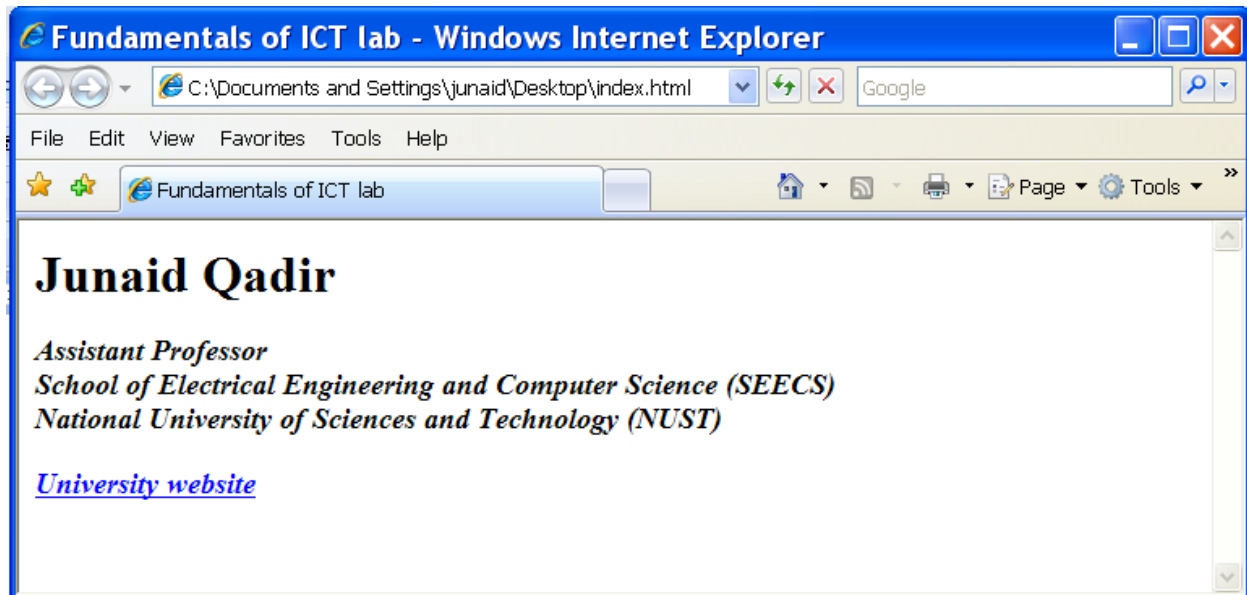 Fundamentals of ICT lab - Windows Internet Explorer
C:\Documents and Settings\junaid\Desktop\index.html Google
File Edit View Favorites Tools Help
Fundamentals of ICT lab Page Tools »
Junaid Qadir
Assistant Professor
School of Electrical Engineering and Computer Science (SEECS)
National University of Sciences and Technology (NUST)
University website